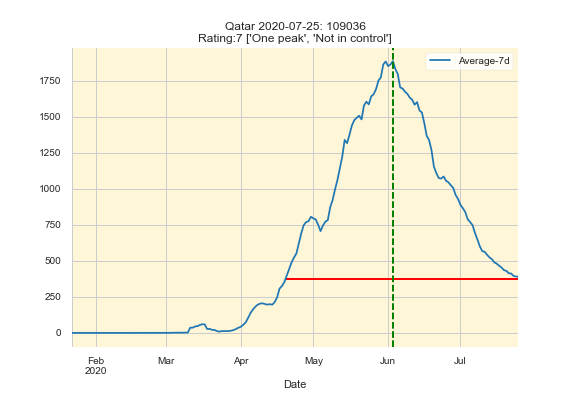 Qatar 2020-07-25: 109036
Rating:7 ['One peak', 'Not in control']
Average-7d
1750
1500
1250
1000
750
500
250
0
Feb
2020
Mar
Apr
May
Jun
Jul
Date